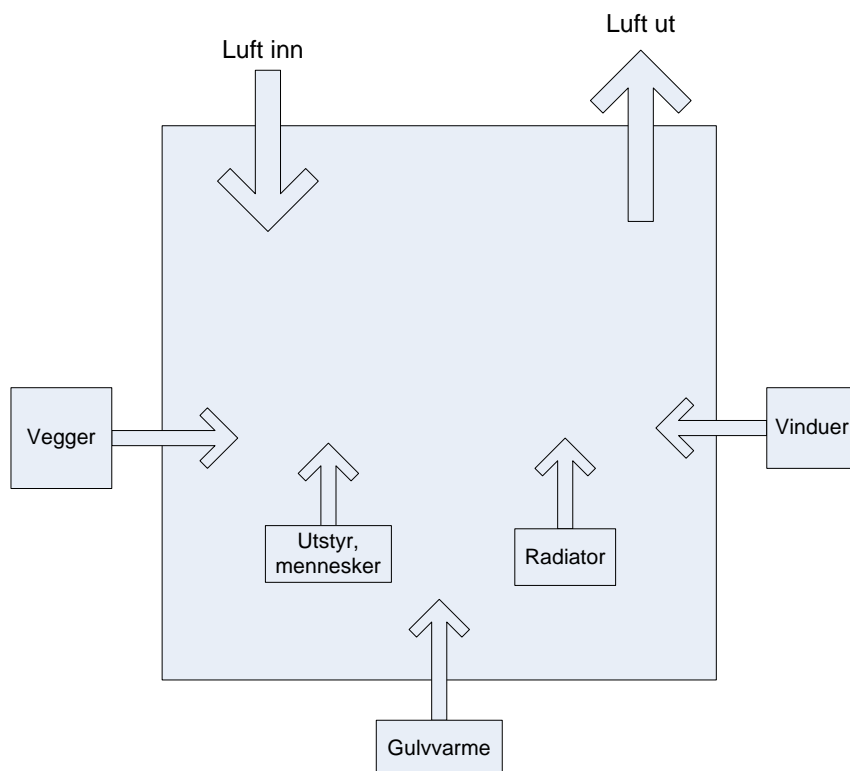 Luft inn
Luft ut
Vegger
Vinduer
Utstyr,
mennesker
Radiator
Gulvvarme